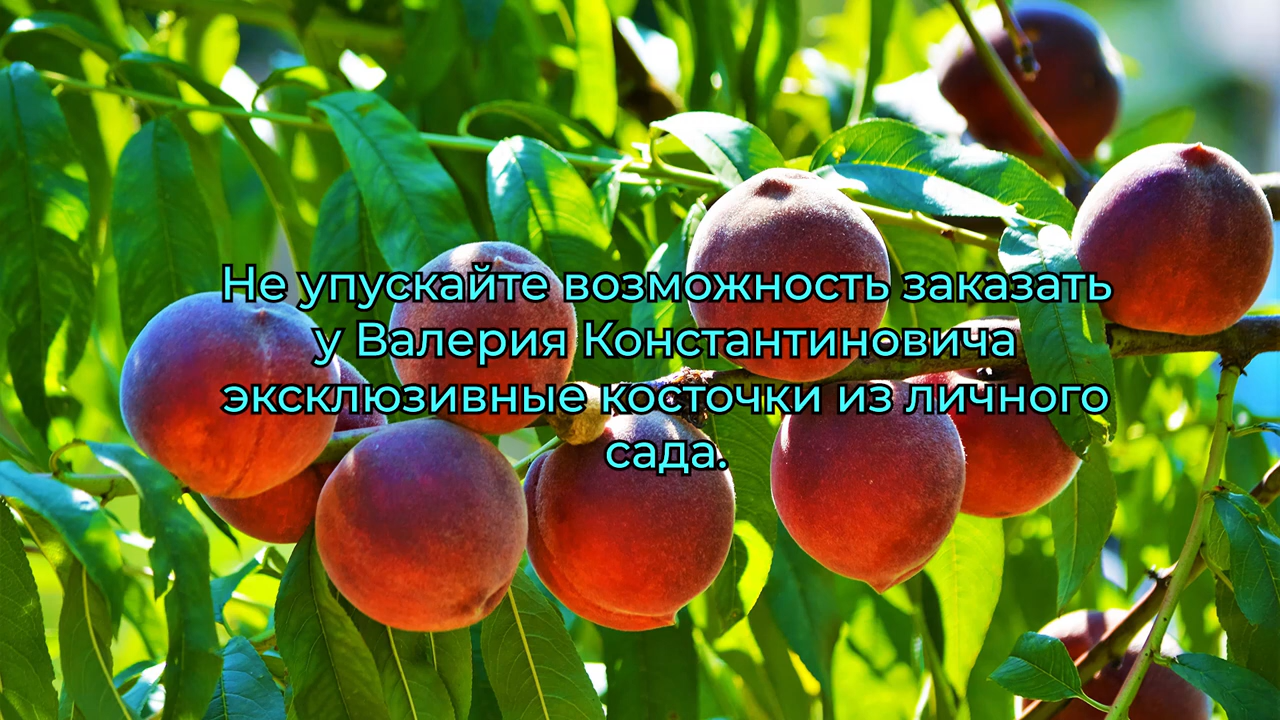 Не упускайте возможность заказать
у Валерия Константиновича
эксклюзивные косточки из личного
сада.